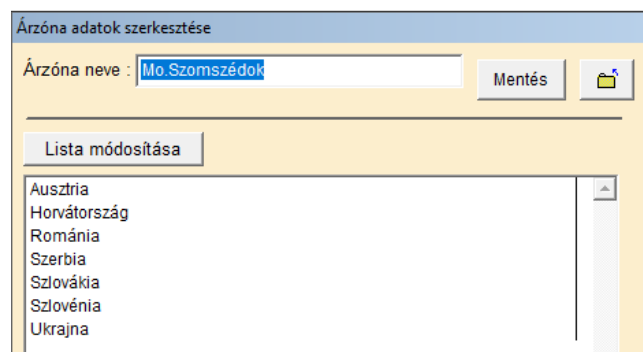 Árzóna adatok szerkesztése
Árzóna neve : Mo.Szomszédok Mentés
Lista módosítása
Ausztria
Horvátország
Románia
Szerbia
Szlovákia
Szlovénia
Ukrajna